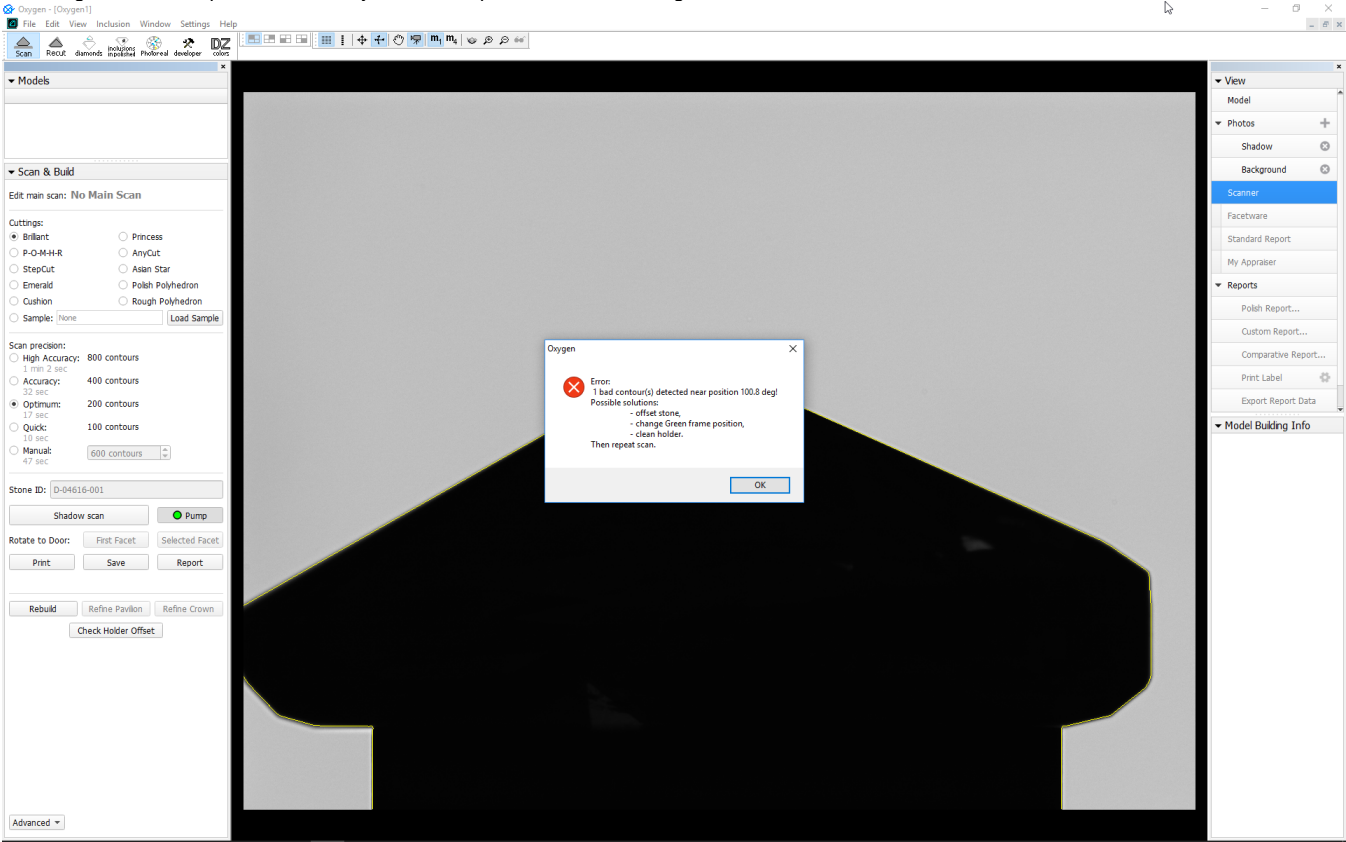 Oxygen - [Oxygen1]
File Edit View Inclusion Window Settings Help
Scan Recut diamonds inclusions inpolished Photoreal developer DZ colors
m1 m4
Models
Scan & Build
Edit main scan: No Main Scan
Cuttings:
Brilliant Princess
P-O-M-H-R AnyCut
StepCut Asian Star
Emerald Polish Polyhedron
Cushion Rough Polyhedron
Sample: None Load Sample
Scan precision:
High Accuracy: 800 contours
1 min 2 sec
Accuracy: 400 contours
32 sec
Optimum: 200 contours
17 sec
Quick: 100 contours
10 sec
Manual: 600 contours
47 sec
Stone ID: D-04616-001
Shadow scan Pump
Rotate to Door: First Facet Selected Facet
Print Save Report
Rebuild Refine Pavilion Refine Crown
Check Holder Offset
Advanced
Oxygen
Error:
1 bad contour(s) detected near position 100.8 deg!
Possible solutions:
- offset stone,
- change Green frame position,
- clean holder.
Then repeat scan.
OK
View
Model
Photos
Shadow
Background
Scanner
Facetware
Standard Report
My Appraiser
Reports
Polish Report...
Custom Report...
Comparative Report...
Print Label
Export Report Data
Model Building Info